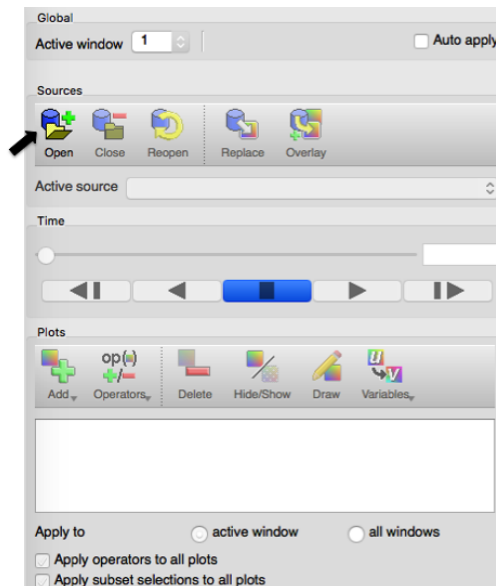 Global
Active window 1
Auto apply
Sources
Open Close Reopen Replace Overlay
Active source
Time
Plots
op(▪) u
+/- v
Add Operators Delete Hide/Show Draw Variables
Apply to active window all windows
Apply operators to all plots
Apply subset selections to all plots